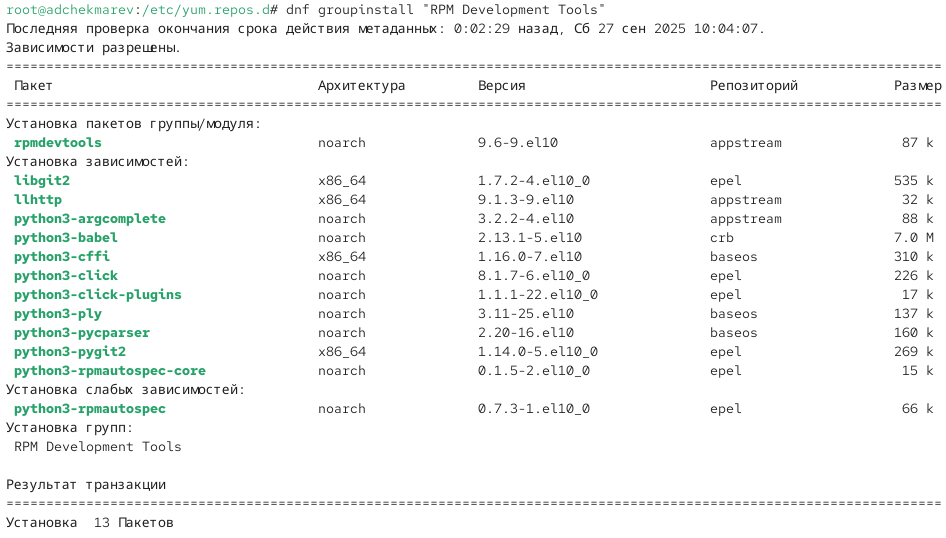 root@adchekmarev:/etc/yum.repos.d# dnf groupinstall "RPM Development Tools"
Последняя проверка окончания срока действия метаданных: 0:02:29 назад, Сб 27 сен 2025 10:04:07.
Зависимости разрешены.
================================================================================
Пакет Архитектура Версия Репозиторий Размер
================================================================================
Установка пакетов группы/модуля:
rpmdevtools noarch 9.6-9.el10 appstream 87 k
Установка зависимостей:
libgit2 x86_64 1.7.2-4.el10_0 epel 535 k
llhttp x86_64 9.1.3-9.el10 appstream 32 k
python3-argcomplete noarch 3.2.2-4.el10 appstream 88 k
python3-babel noarch 2.13.1-5.el10 crb 7.0 M
python3-cffi x86_64 1.16.0-7.el10 baseos 310 k
python3-click noarch 8.1.7-6.el10_0 epel 226 k
python3-click-plugins noarch 1.1.1-22.el10_0 epel 17 k
python3-ply noarch 3.11-25.el10 baseos 137 k
python3-pycparser noarch 2.20-16.el10 baseos 160 k
python3-pygit2 x86_64 1.14.0-5.el10_0 epel 269 k
python3-rpmautospec-core noarch 0.1.5-2.el10_0 epel 15 k
Установка слабых зависимостей:
python3-rpmautospec noarch 0.7.3-1.el10_0 epel 66 k
Установка групп:
RPM Development Tools
Результат транзакции
================================================================================
Установка 13 Пакетов